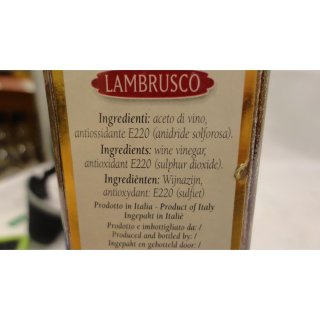 LAMBRUSCO
Ingredienti: aceto di vino,
antiossidante E220 (anidride solforosa).
Ingredients: wine vinegar,
antioxidant E220 (sulphur dioxide).
Ingrediënten: Wijnazijn,
antioxydant: E220 (sulfiet)
Prodotto in Italia - Product of Italy
Ingepakt in Italië
Prodotto e imbottigliato da: /
Produced and bottled by: /
Ingepakt en gebotteld door: /